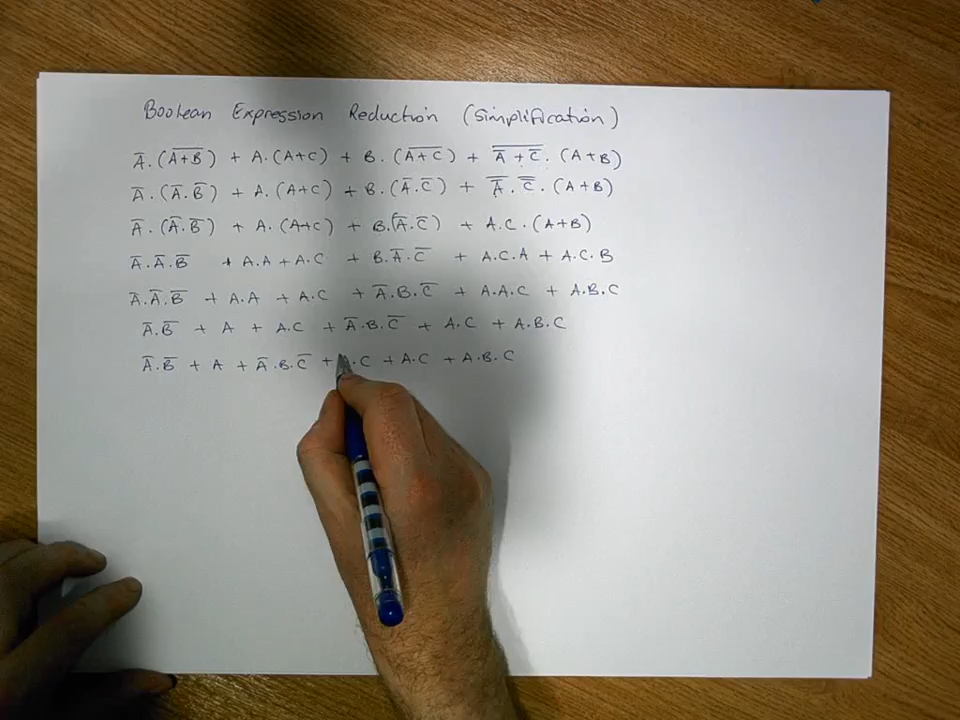 Boolean Expression Reduction (Simplification)
A̅.(A̅+̅B̅) + A.(A+C) + B.(A̅+̅C̅) + A̿ ̅+̅ C̿.(A+B)
A̅.(A̅.B̅) + A.(A+C) + B.(A̅.C̅) + A̿.C̿.(A+B)
A̅.(A̅.B̅) + A.(A+C) + B.(A̅.C̅) + A.C.(A+B)
A̅.A̅.B̅ + A.A + A.C + B.A̅.C̅ + A.C.A + A.C.B
A̅.A̅.B̅ + A.A + A.C + A̅.B.C̅ + A.A.C + A.B.C
A̅.B̅ + A + A.C + A̅.B.C̅ + A.C + A.B.C
A̅.B̅ + A + A̅.B.C̅ + A.C + A.C + A.B.C